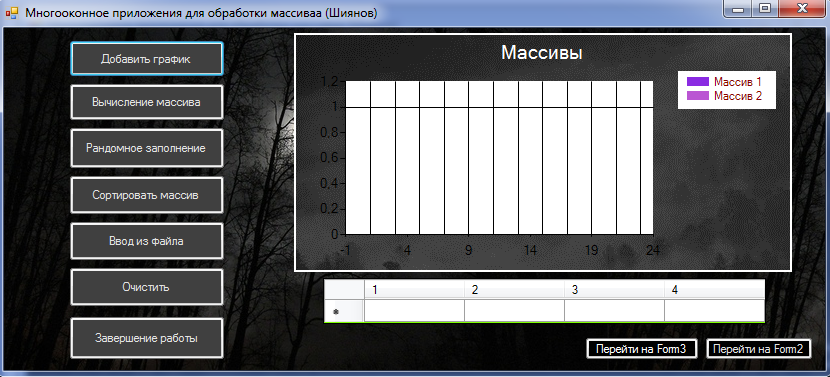 Многооконное приложения для обработки массиваа (Шиянов)
Добавить график
Вычисление массива
Рандомное заполнение
Сортировать массив
Ввод из файла
Очистить
Завершение работы
Массивы
Массив 1
Массив 2
1,2
1
0,8
0,6
0,4
0,2
0
-1 4 9 14 19 24
1 2 3 4
Перейти на Form3 Перейти на Form2